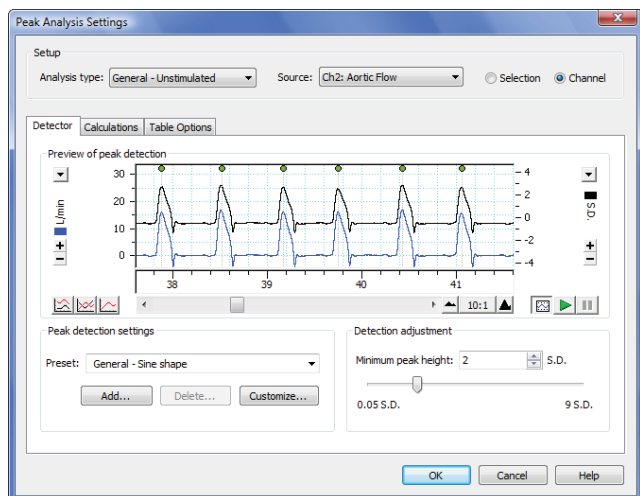 Peak Analysis Settings
Setup
Analysis type: General - Unstimulated Source: Ch2: Aortic Flow Selection Channel
Detector Calculations Table Options
Preview of peak detection
30
20
10
0
L/min
+
−
4
2
0
-2
-4
S.D.
+
−
38 39 40 41
10:1
Peak detection settings
Preset: General - Sine shape
Add... Delete... Customize...
Detection adjustment
Minimum peak height: 2 S.D.
0.05 S.D. 9 S.D.
OK Cancel Help